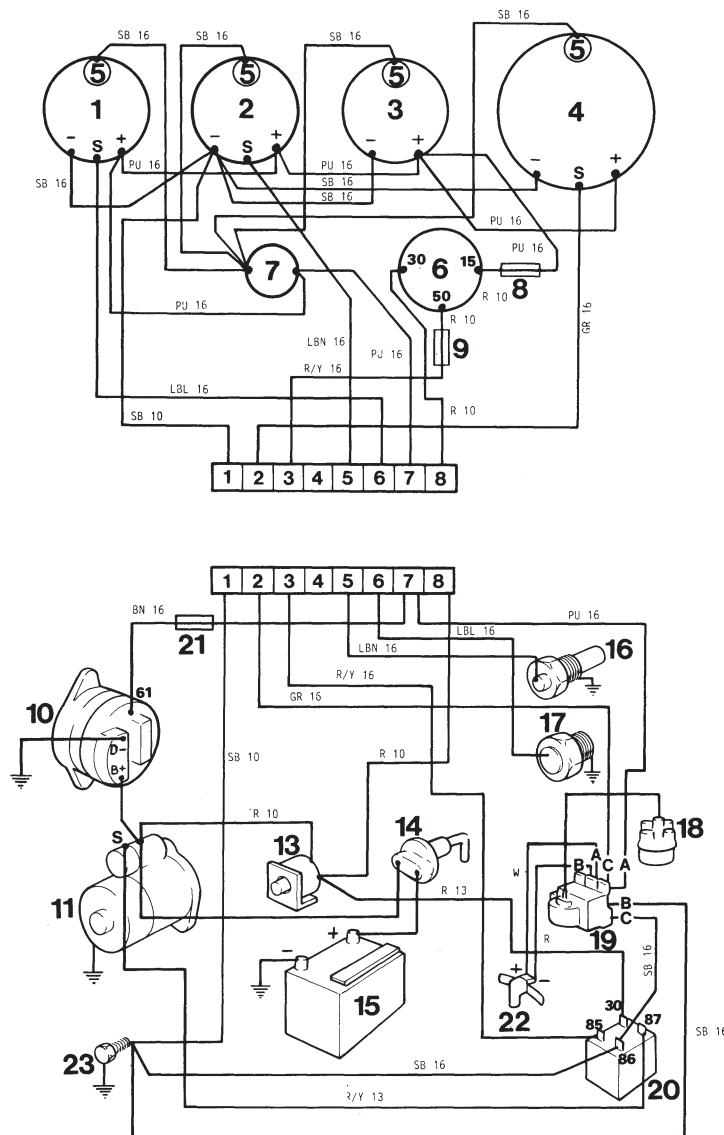 SB 16
SB 16
SB 16
SB 16
5
5
5
5
1
2
3
4
- S +
- S +
- +
- S +
PU 16
PU 16
SB 16
SB 16
SB 16
PU 16
PU 16
7
30
6
15
50
8
R 10
PU 16
R 10
9
GR 16
LBN 16
PU 16
R/Y 16
LBL 16
SB 10
R 10
1 2 3 4 5 6 7 8
1 2 3 4 5 6 7 8
BN 16
21
PU 16
LBL 16
LBN 16
16
R/Y 16
GR 16
61
10
D-
B+
17
SB 10
R 10
S
R 10
13
14
18
A
B
C
A
W
11
R 13
B
C
19
R
+
-
15
+
-
22
SB 16
30
85
87
86
20
SB 16
23
SB 16
R/Y 13